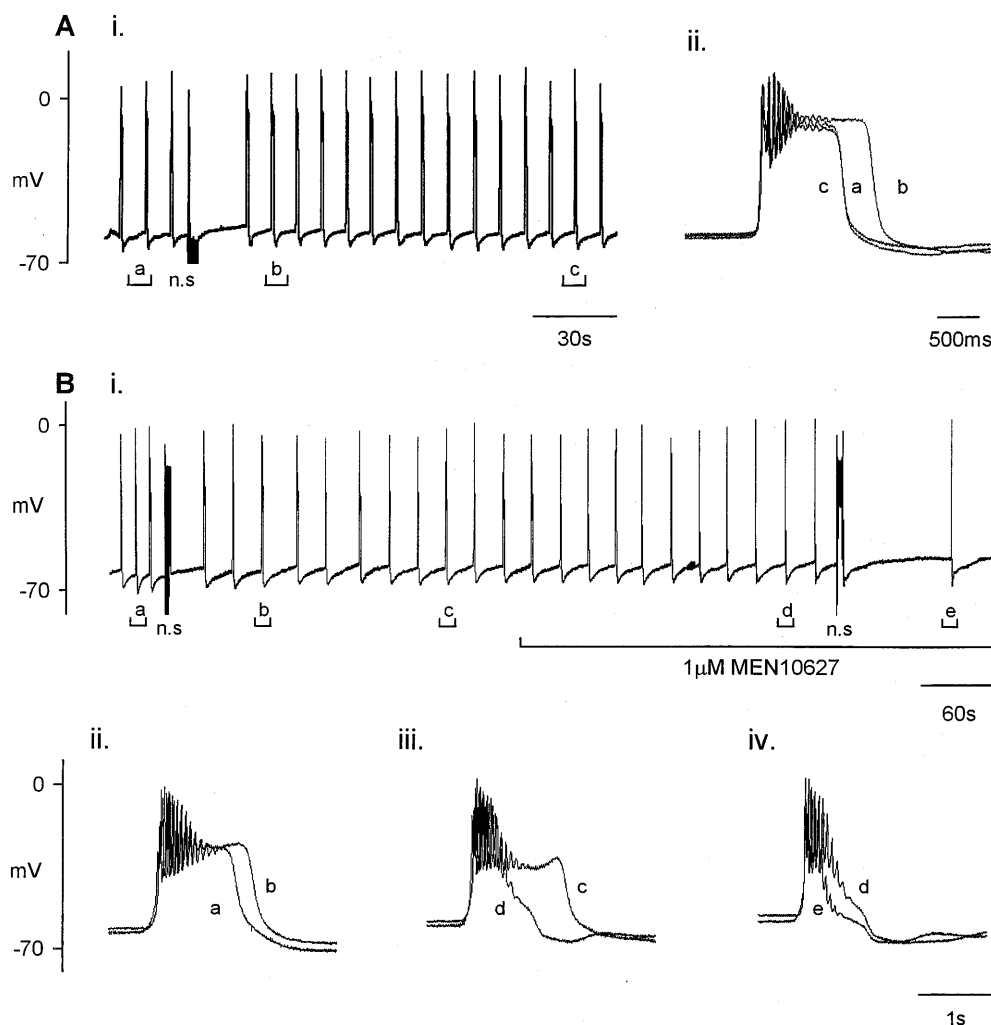 A i. ii.
0
mV
-70
a n.s b c
30s
c a b
500ms
B i.
0
mV
-70
a n.s b c d n.s e
1µM MEN10627
60s
ii. iii. iv.
0
mV
-70
a b
d c
e d
1s